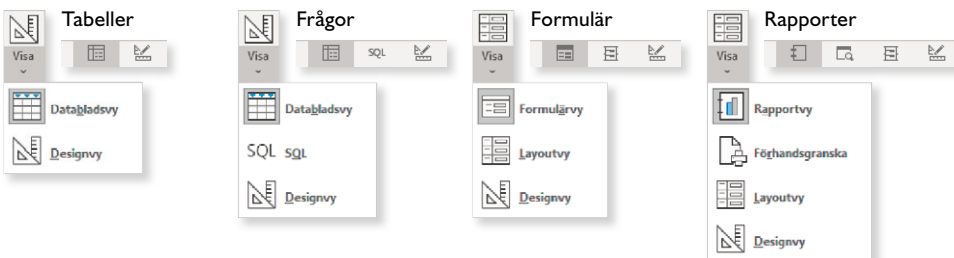 Tabeller
Visa
Databladsvy
Designvy
Frågor
Visa
SQL
Databladsvy
SQL SQL
Designvy
Formulär
Visa
Formulärvy
Layoutvy
Designvy
Rapporter
Visa
Rapportvy
Förhandsgranska
Layoutvy
Designvy